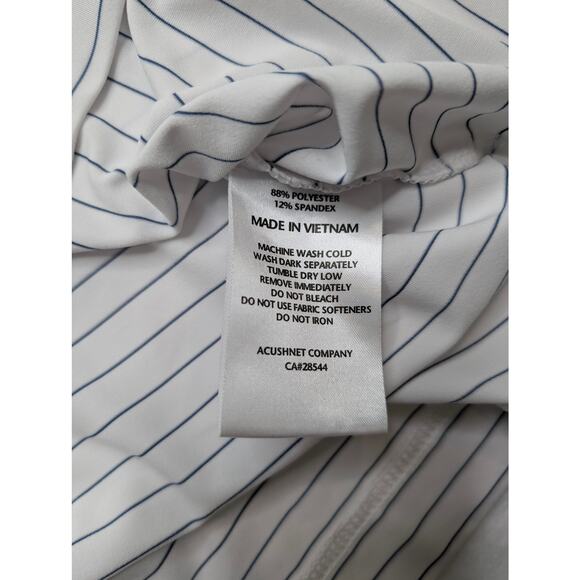 88% POLYESTER
12% SPANDEX
MADE IN VIETNAM
MACHINE WASH COLD
WASH DARK SEPARATELY
TUMBLE DRY LOW
REMOVE IMMEDIATELY
DO NOT BLEACH
DO NOT USE FABRIC SOFTENERS
DO NOT IRON
ACUSHNET COMPANY
CA#28544